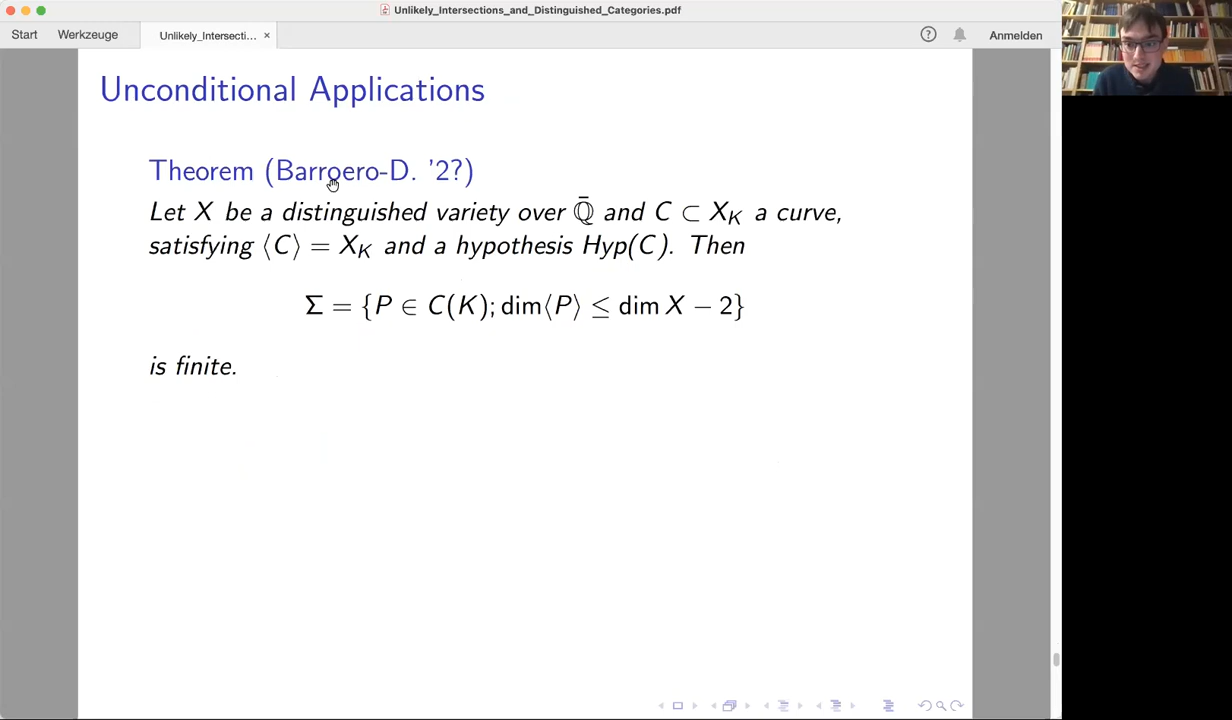 Unlikely_Intersections_and_Distinguished_Categories.pdf
Start Werkzeuge Unlikely_Intersecti... × Anmelden
Unconditional Applications
Theorem (Barroero-D. '2?)
Let X be a distinguished variety over Q̄ and C ⊂ X_K a curve,
satisfying ⟨C⟩ = X_K and a hypothesis Hyp(C). Then
Σ = {P ∈ C(K); dim⟨P⟩ ≤ dim X − 2}
is finite.